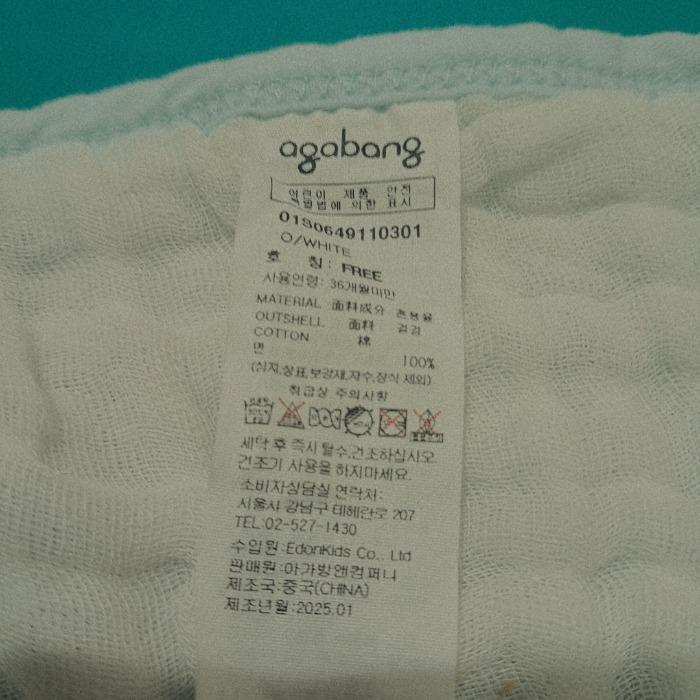 agabang
어린이 제품 안전
특별법에 의한 표시
01S0649110301
O/WHITE
호 칭: FREE
사용연령: 36개월미만
MATERIAL 面料成分 혼용율
OUTSHELL 面料 겉감
COTTON 棉
면 100%
(심지,상표,보강재,자수,장식 제외)
취급상 주의사항
세탁 후 즉시 탈수,건조하십시오.
건조기 사용을 하지마세요.
소비자상담실 연락처:
서울시 강남구 테헤란로 207
TEL:02-527-1430
수입원:EdonKids Co., Ltd
판매원:아가방앤컴퍼니
제조국:중국(CHINA)
제조년월:2025.01